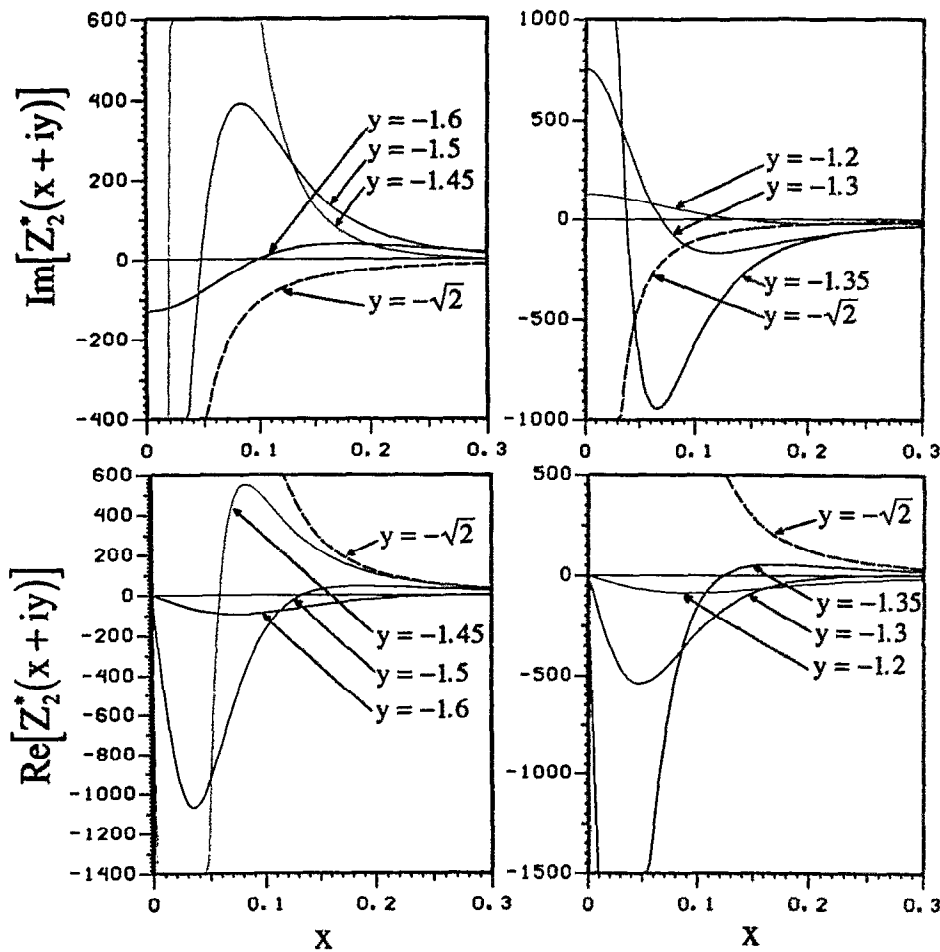 Im[Z₂*(x + iy)]
600
400
200
0
-200
-400
0 0.1 0.2 0.3
y = −1.6
y = −1.5
y = −1.45
y = −√2
1000
500
0
-500
-1000
0 0.1 0.2 0.3
y = −1.2
y = −1.3
y = −1.35
y = −√2
Re[Z₂*(x + iy)]
600
400
200
0
-200
-400
-600
-800
-1000
-1200
-1400
0 0.1 0.2 0.3
y = −√2
y = −1.45
y = −1.5
y = −1.6
X
500
0
-500
-1000
-1500
0 0.1 0.2 0.3
y = −√2
y = −1.35
y = −1.3
y = −1.2
X